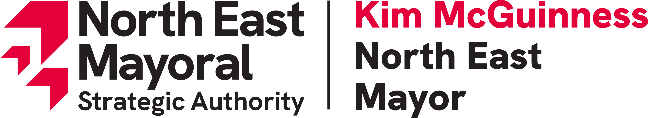 North East
Mayoral
Strategic Authority
Kim McGuinness
North East
Mayor